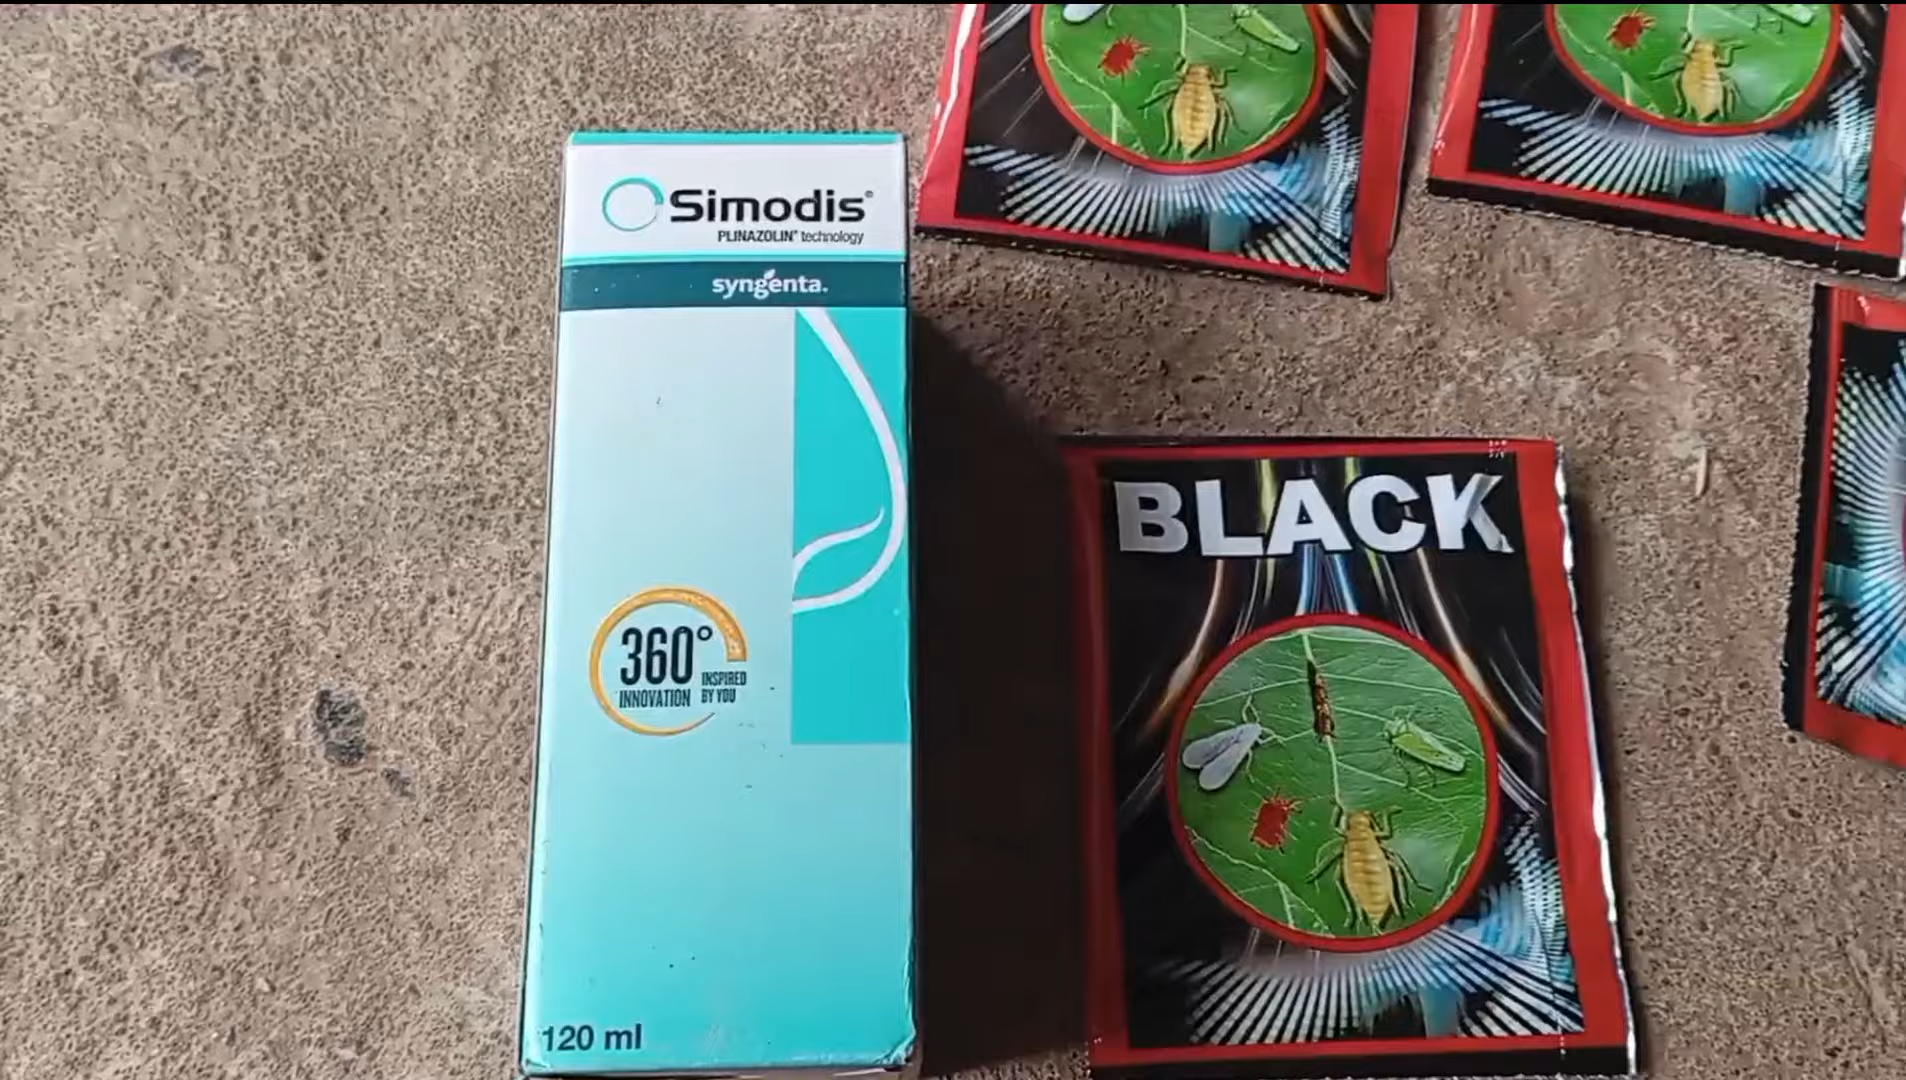 Simodis®
PLINAZOLIN® technology
syngenta.
360°
INNOVATION
INSPIRED
BY YOU
120 ml
BLACK